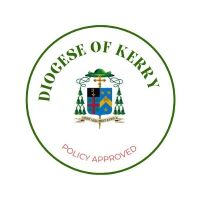 DIOCESE OF KERRY
POLICY APPROVED